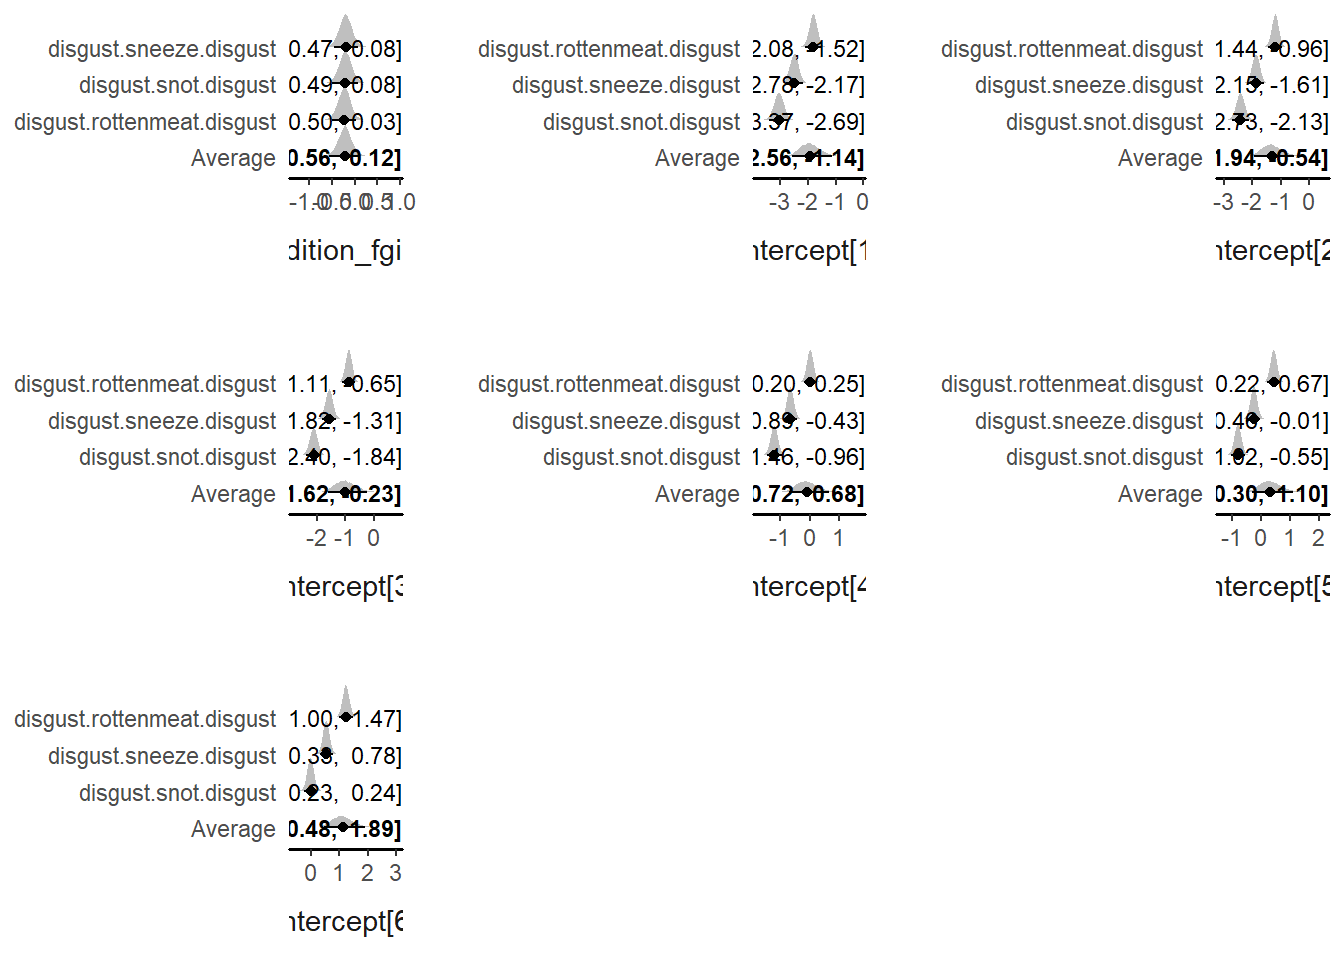 disgust.sneeze.disgust 0.47, 0.08]
disgust.snot.disgust 0.49, 0.08]
disgust.rottenmeat.disgust 0.50, 0.03]
Average 0.56, 0.12]
-1.0 -0.5 0.0 0.5 1.0
dition_fgi
disgust.rottenmeat.disgust 2.08, -1.52]
disgust.sneeze.disgust 2.78, -2.17]
disgust.snot.disgust 3.37, -2.69]
Average 2.56, -1.14]
-3 -2 -1 0
ntercept[1
disgust.rottenmeat.disgust 1.44, -0.96]
disgust.sneeze.disgust 2.15, -1.61]
disgust.snot.disgust 2.73, -2.13]
Average 1.94, -0.54]
-3 -2 -1 0
ntercept[2
disgust.rottenmeat.disgust 1.11, -0.65]
disgust.sneeze.disgust 1.82, -1.31]
disgust.snot.disgust 2.40, -1.84]
Average 1.62, -0.23]
-2 -1 0
ntercept[3
disgust.rottenmeat.disgust 0.20, 0.25]
disgust.sneeze.disgust 0.89, -0.43]
disgust.snot.disgust 1.46, -0.96]
Average 0.72, 0.68]
-1 0 1
ntercept[4
disgust.rottenmeat.disgust 0.22, 0.67]
disgust.sneeze.disgust 0.46, -0.01]
disgust.snot.disgust 1.02, -0.55]
Average 0.30, 1.10]
-1 0 1 2
ntercept[5
disgust.rottenmeat.disgust 1.00, 1.47]
disgust.sneeze.disgust 0.78]
disgust.snot.disgust 0.23, 0.24]
Average 0.48, 1.89]
0 1 2 3
ntercept[6